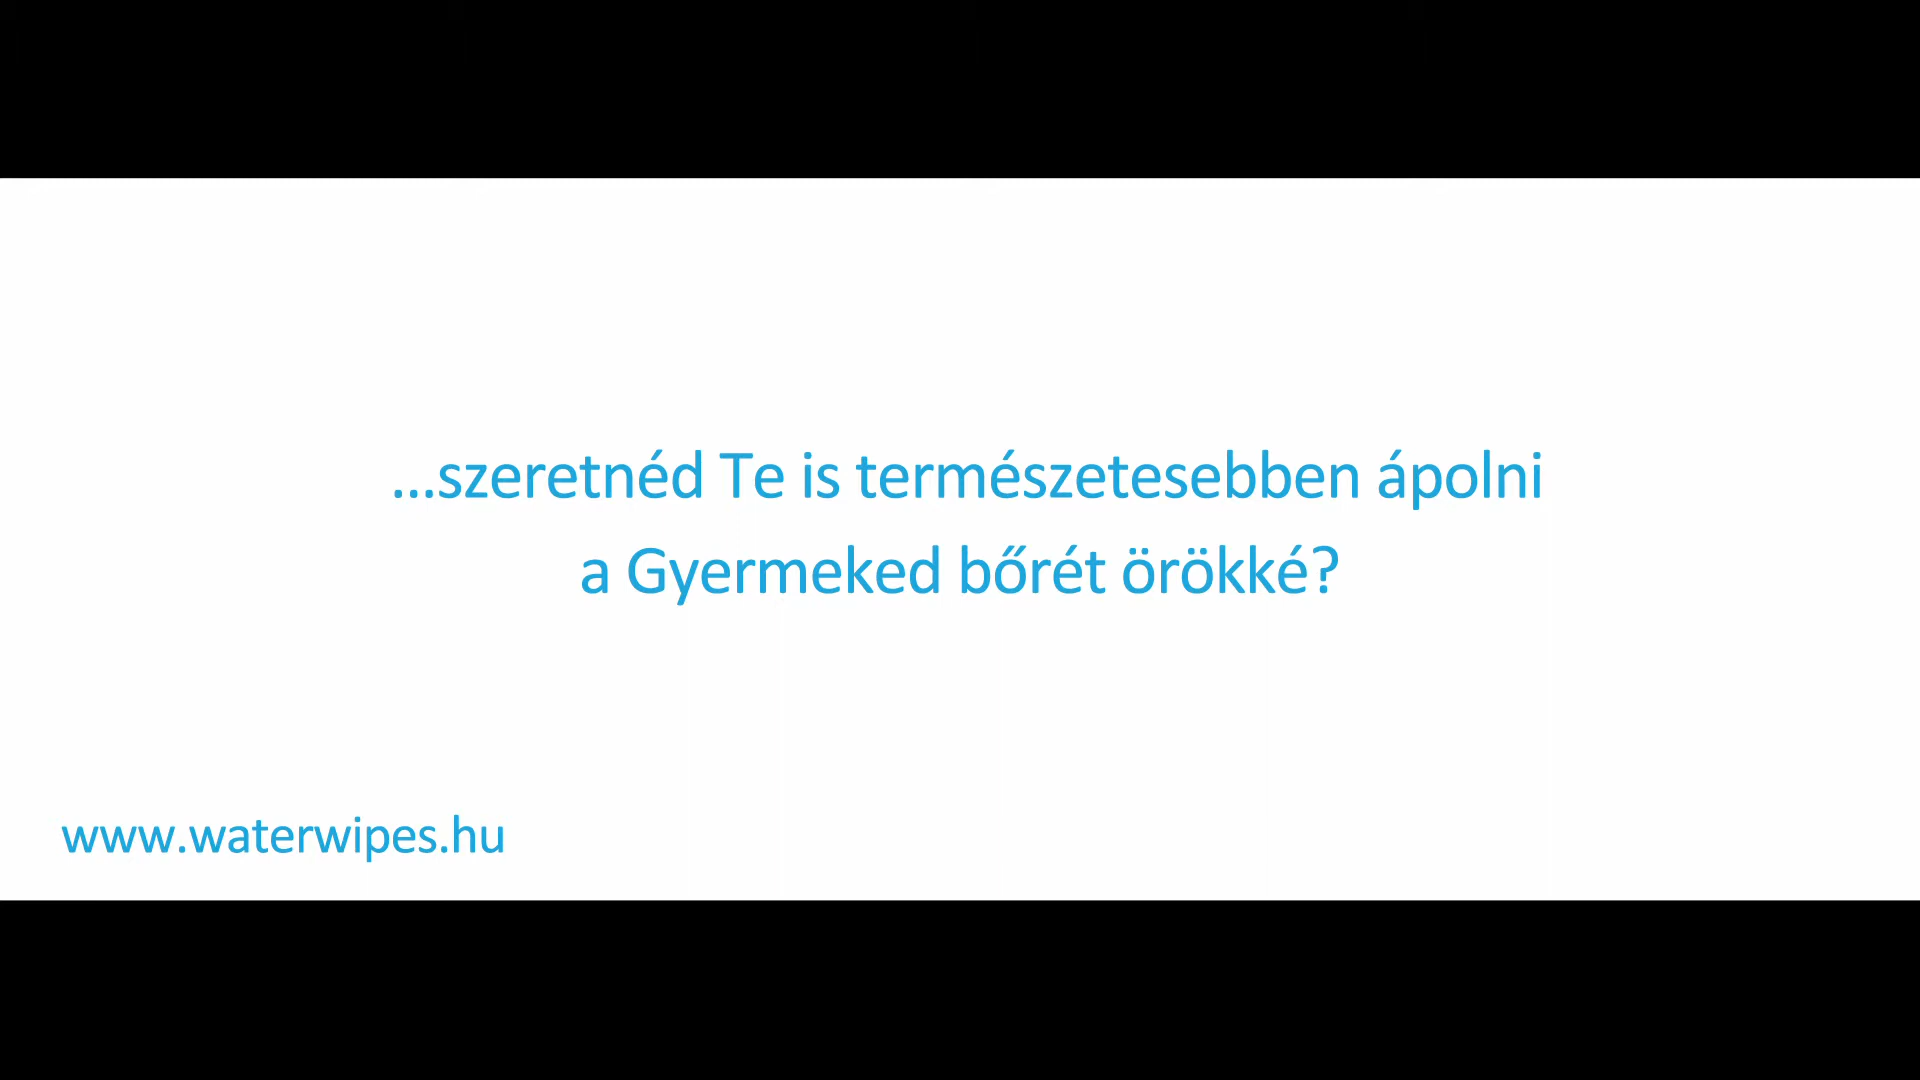 ...szeretnéd Te is természetesebben ápolni
a Gyermeked bőrét örökké?
www.waterwipes.hu